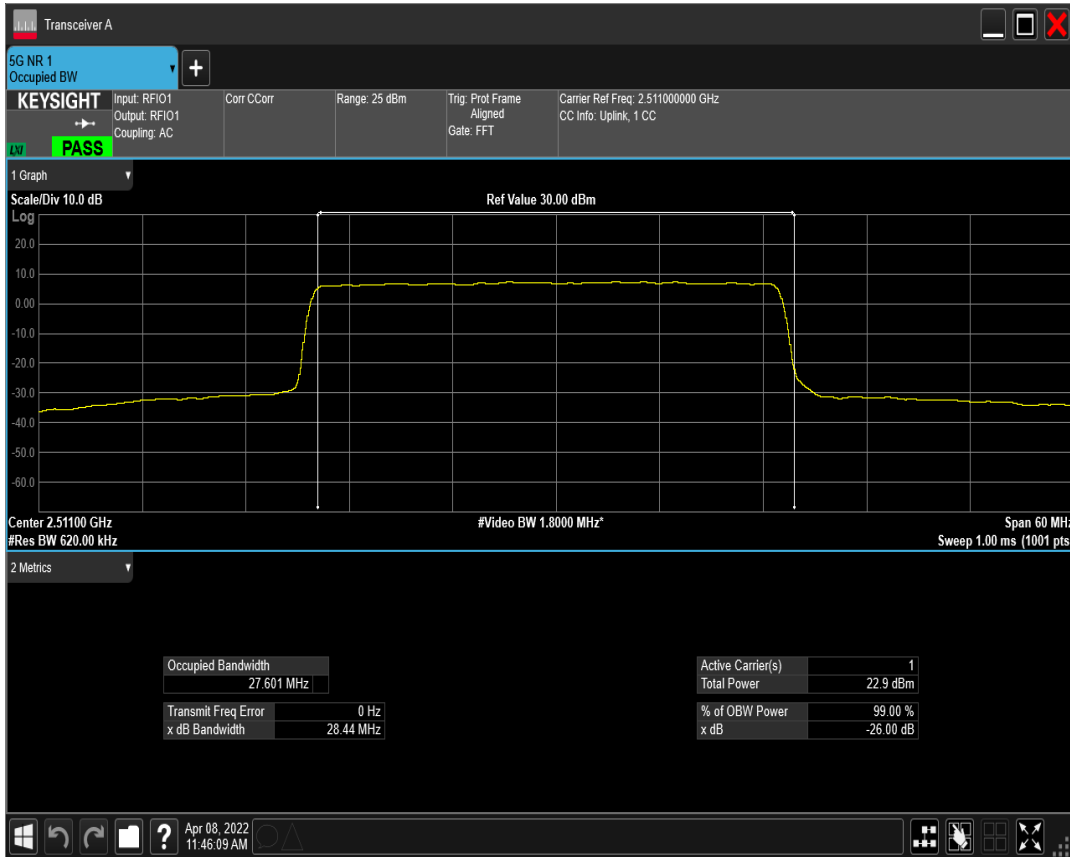 Transceiver A
5G NR 1
Occupied BW
+
KEYSIGHT
LXI
PASS
Input: RFIO1
Output: RFIO1
Coupling: AC
Corr CCorr
Range: 25 dBm
Trig: Prot Frame
Aligned
Gate: FFT
Carrier Ref Freq: 2.511000000 GHz
CC Info: Uplink, 1 CC
1 Graph
Scale/Div 10.0 dB
Ref Value 30.00 dBm
Log
20.0
10.0
0.00
-10.0
-20.0
-30.0
-40.0
-50.0
-60.0
Center 2.51100 GHz
#Video BW 1.8000 MHz*
Span 60 MHz
#Res BW 620.00 kHz
Sweep 1.00 ms (1001 pts
2 Metrics
Occupied Bandwidth
27.601 MHz
Transmit Freq Error 0 Hz
x dB Bandwidth 28.44 MHz
Active Carrier(s) 1
Total Power 22.9 dBm
% of OBW Power 99.00 %
x dB -26.00 dB
?
Apr 08, 2022
11:46:09 AM